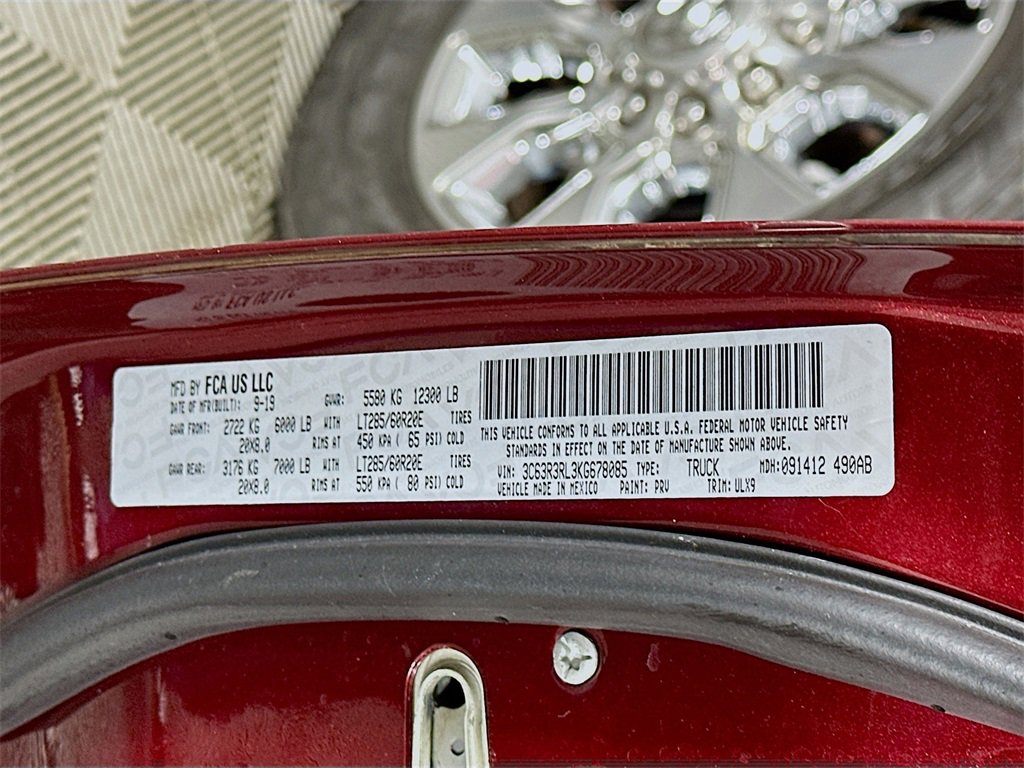 MFD BY FCA US LLC
DATE OF MFR(BUILT): 9-19 GVWR: 5580 KG 12300 LB
GAWR FRONT: 2722 KG 6000 LB WITH LT285/60R20E TIRES
20X8.0 RIMS AT 450 KPA ( 65 PSI) COLD
GAWR REAR: 3176 KG 7000 LB WITH LT285/60R20E TIRES
20X8.0 RIMS AT 550 KPA ( 80 PSI) COLD
THIS VEHICLE CONFORMS TO ALL APPLICABLE U.S.A. FEDERAL MOTOR VEHICLE SAFETY
STANDARDS IN EFFECT ON THE DATE OF MANUFACTURE SHOWN ABOVE.
VIN: 3C63R3RL3KG678085 TYPE: TRUCK MDH:091412 490AB
VEHICLE MADE IN MEXICO PAINT: PRV TRIM: ULX9